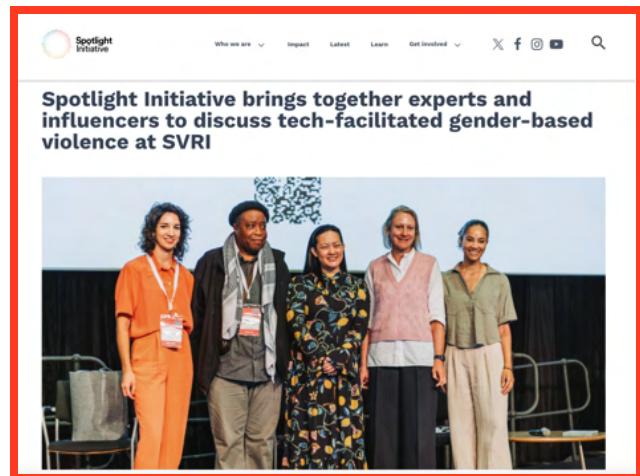 Spotlight
Initiative
Who we are Impact Latest Learn Get involved
Spotlight Initiative brings together experts and
influencers to discuss tech-facilitated gender-based
violence at SVRI